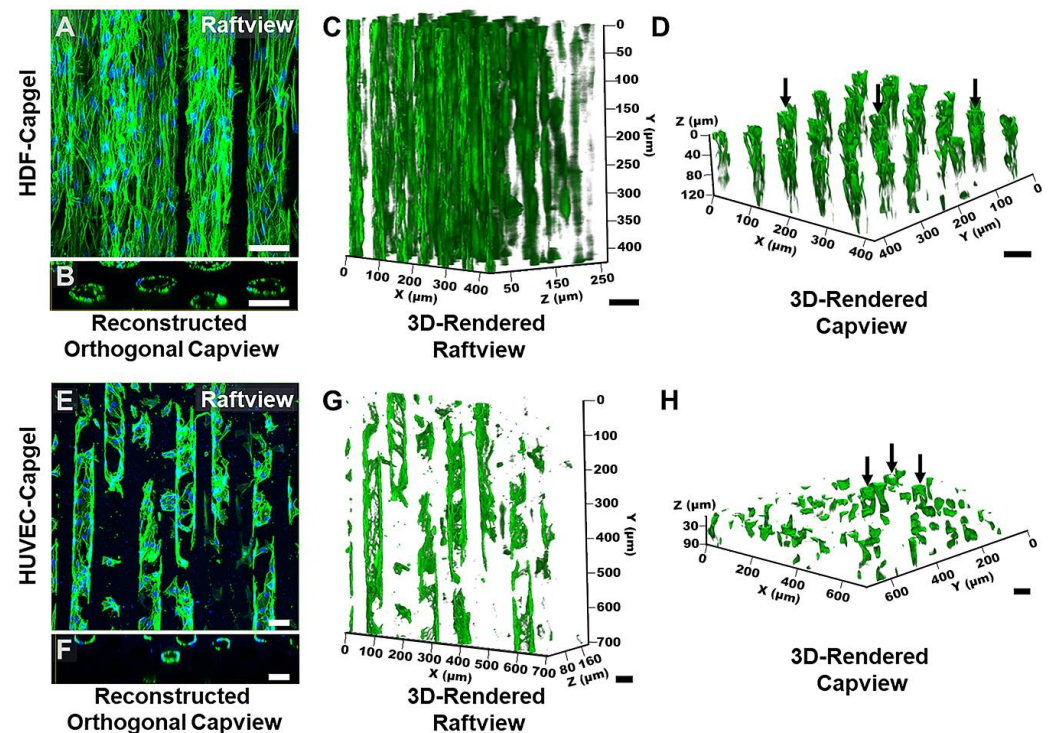 HDF-Capgel
A
Raftview
B
Reconstructed
Orthogonal Capview
C
0
50
100
150
200
250
300
350
400
Y (µm)
0 100 200 300 400
X (µm)
50 150 250
Z (µm)
3D-Rendered
Raftview
D
Z (µm)
0
40
80
120
0 100 200 300 400
X (µm)
400 300 200 100 0
Y (µm)
3D-Rendered
Capview
HUVEC-Capgel
E
Raftview
F
Reconstructed
Orthogonal Capview
G
0
100
200
300
400
500
600
700
Y (µm)
0 100 200 300 400 500 600 700
X (µm)
80 160
Z (µm)
3D-Rendered
Raftview
H
Z (µm)
30
90
0 200 400 600
X (µm)
600 400 200 0
Y (µm)
3D-Rendered
Capview